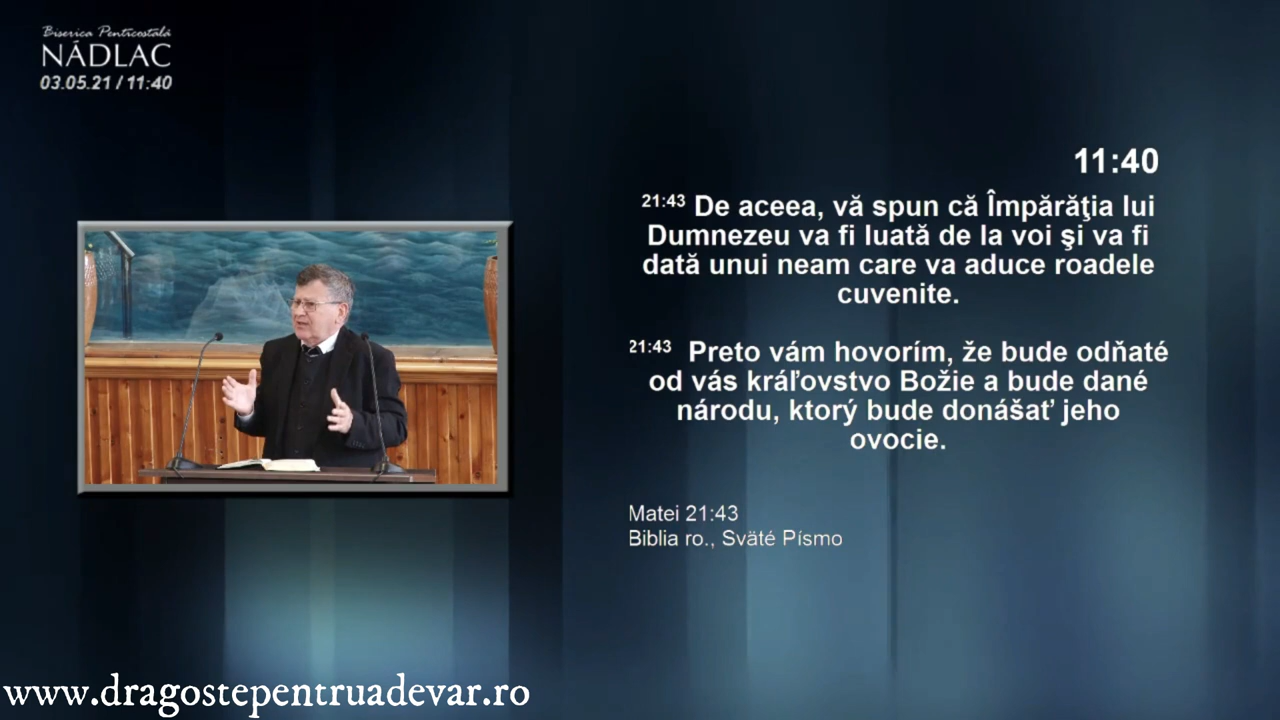 Biserica Penticostală
NĂDLAC
03.05.21 / 11:40
11:40
21:43 De aceea, vă spun că Împărăţia lui
Dumnezeu va fi luată de la voi şi va fi
dată unui neam care va aduce roadele
cuvenite.
21:43 Preto vám hovorím, že bude odňaté
od vás kráľovstvo Božie a bude dané
národu, ktorý bude donášať jeho
ovocie.
Matei 21:43
Biblia ro., Sväté Písmo
www.dragostepentruadevar.ro